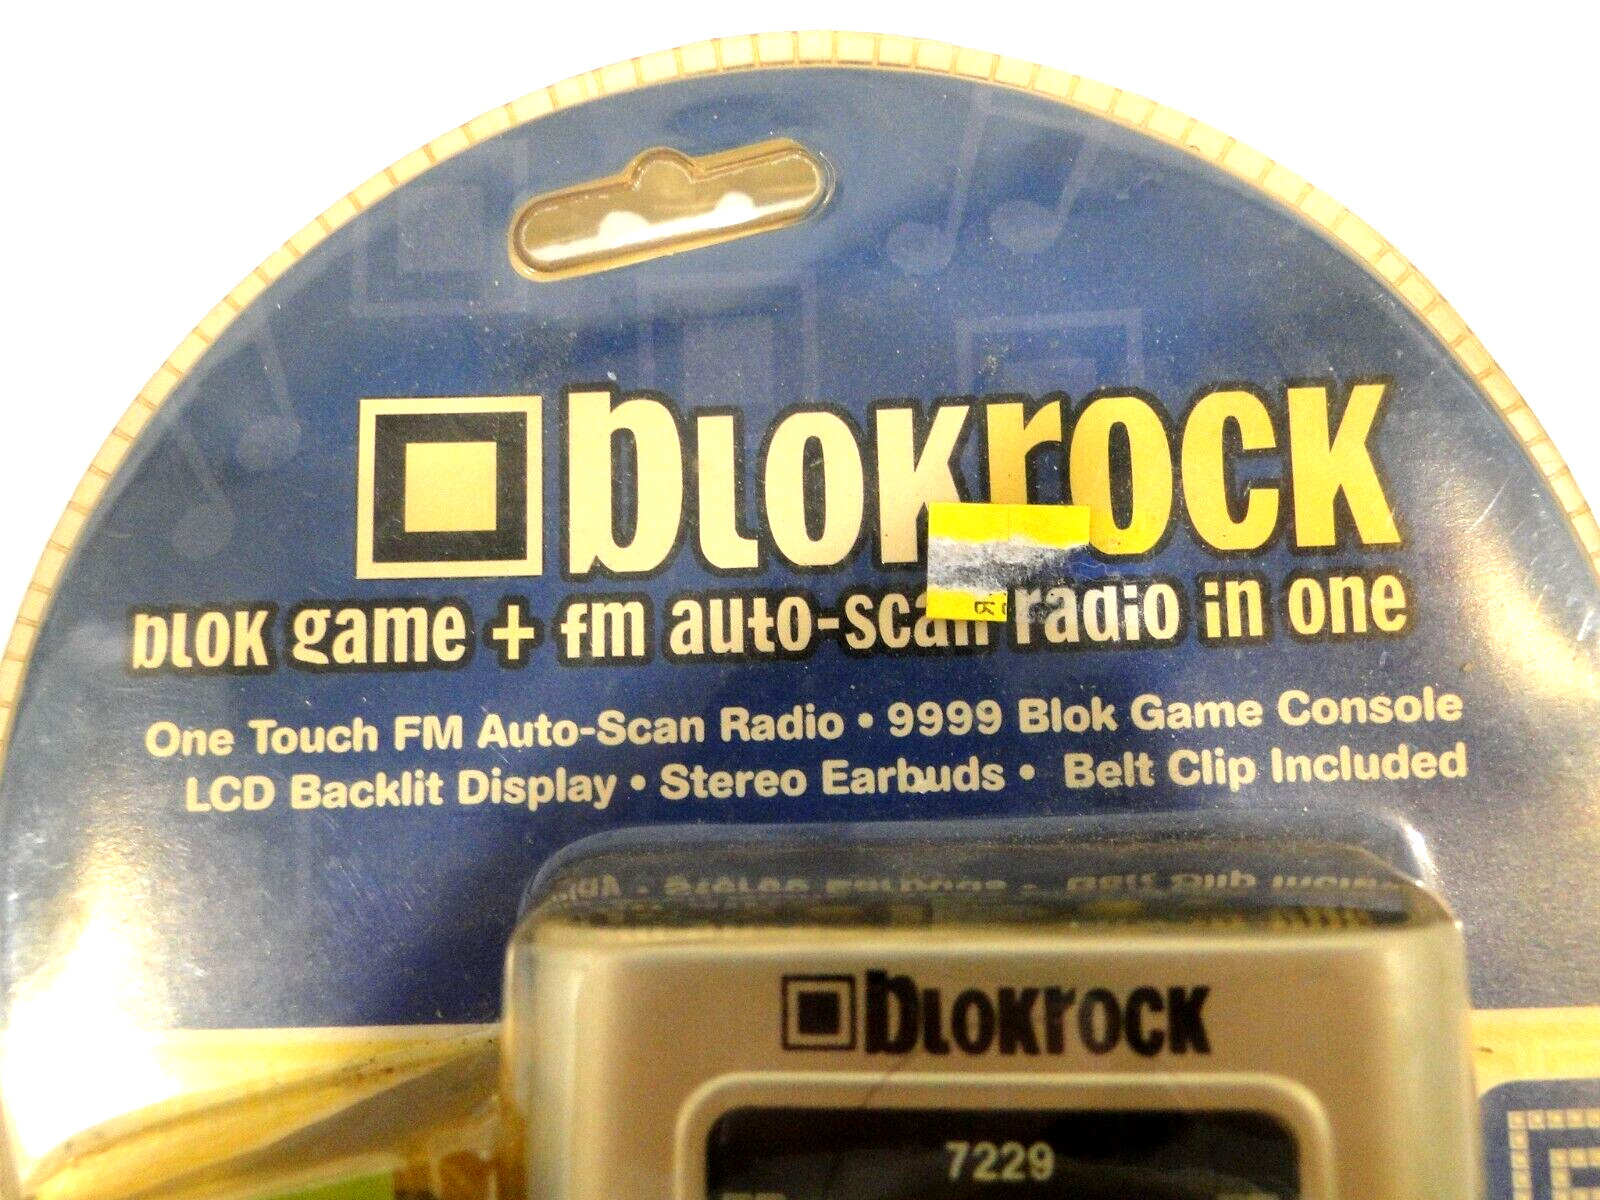 blokrock
blok game + fm auto-scan radio in one
One Touch FM Auto-Scan Radio • 9999 Blok Game Console
LCD Backlit Display • Stereo Earbuds • Belt Clip Included
blokrock
7229